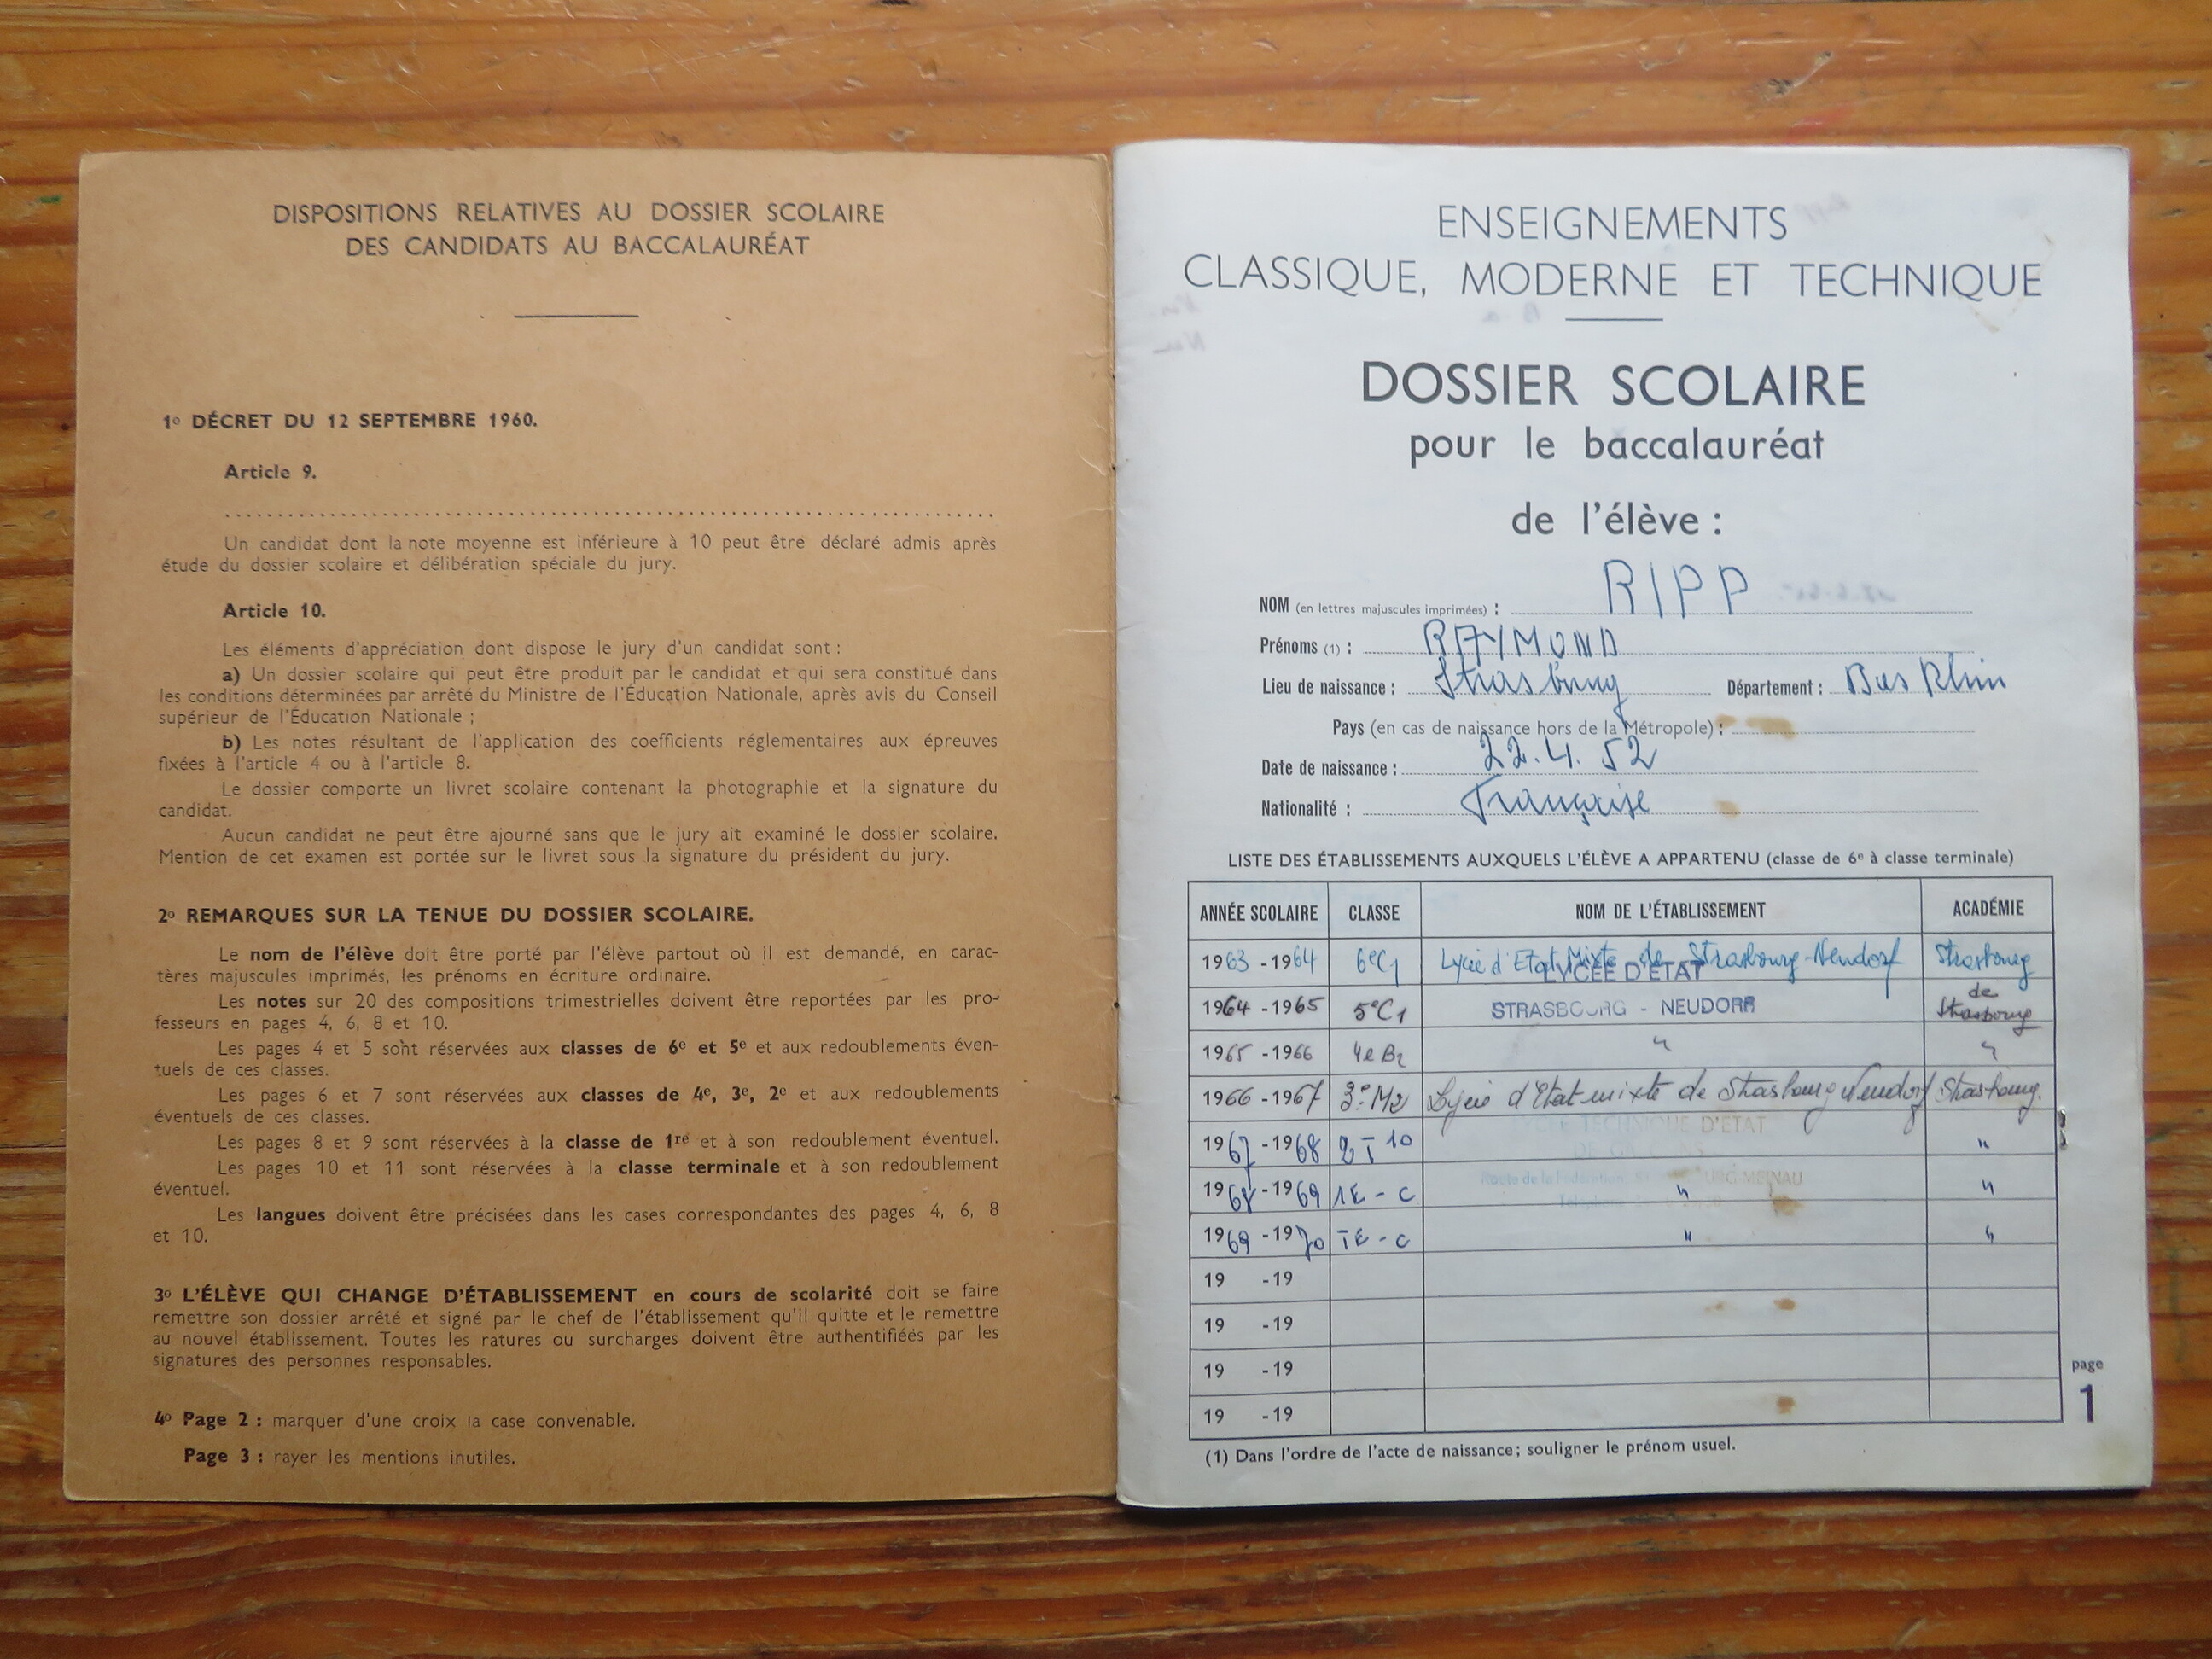 DISPOSITIONS RELATIVES AU DOSSIER SCOLAIRE
DES CANDIDATS AU BACCALAURÉAT
1º DÉCRET DU 12 SEPTEMBRE 1960.
Article 9.
Un candidat dont la note moyenne est inférieure à 10 peut être déclaré admis après
étude du dossier scolaire et délibération spéciale du jury.
Article 10.
Les éléments d'appréciation dont dispose le jury d'un candidat sont :
a) Un dossier scolaire qui peut être produit par le candidat et qui sera constitué dans
les conditions déterminées par arrêté du Ministre de l'Éducation Nationale, après avis du Conseil
supérieur de l'Éducation Nationale ;
b) Les notes résultant de l'application des coefficients réglementaires aux épreuves
fixées à l'article 4 ou à l'article 8.
Le dossier comporte un livret scolaire contenant la photographie et la signature du
candidat.
Aucun candidat ne peut être ajourné sans que le jury ait examiné le dossier scolaire.
Mention de cet examen est portée sur le livret sous la signature du président du jury.
2º REMARQUES SUR LA TENUE DU DOSSIER SCOLAIRE.
Le nom de l'élève doit être porté par l'élève partout où il est demandé, en carac-
tères majuscules imprimés, les prénoms en écriture ordinaire.
Les notes sur 20 des compositions trimestrielles doivent être reportées par les pro-
fesseurs en pages 4, 6, 8 et 10.
Les pages 4 et 5 sont réservées aux classes de 6e et 5e et aux redoublements éven-
tuels de ces classes.
Les pages 6 et 7 sont réservées aux classes de 4e, 3e, 2e et aux redoublements
éventuels de ces classes.
Les pages 8 et 9 sont réservées à la classe de 1re et à son redoublement éventuel.
Les pages 10 et 11 sont réservées à la classe terminale et à son redoublement
éventuel.
Les langues doivent être précisées dans les cases correspondantes des pages 4, 6, 8
et 10.
3º L'ÉLÈVE QUI CHANGE D'ÉTABLISSEMENT en cours de scolarité doit se faire
remettre son dossier arrêté et signé par le chef de l'établissement qu'il quitte et le remettre
au nouvel établissement. Toutes les ratures ou surcharges doivent être authentifiéés par les
signatures des personnes responsables.
4º Page 2 : marquer d'une croix la case convenable.
Page 3 : rayer les mentions inutiles.
ENSEIGNEMENTS
CLASSIQUE, MODERNE ET TECHNIQUE
DOSSIER SCOLAIRE
pour le baccalauréat
de l'élève :
NOM (en lettres majuscules imprimées) : RIPP
Prénoms (1) : RAYMOND
Lieu de naissance : Strasbourg Département : Bas Rhin
Pays (en cas de naissance hors de la Métropole) :
Date de naissance : 22.4.52
Nationalité : Française
LISTE DES ÉTABLISSEMENTS AUXQUELS L'ÉLÈVE A APPARTENU (classe de 6e à classe terminale)
ANNÉE SCOLAIRE CLASSE NOM DE L'ÉTABLISSEMENT ACADÉMIE
1963 -1964 6eC1 Lycée d'Etat Mixte de Strasbourg-Neudorf Strasbourg
LYCÉE D'ÉTAT
1964 -1965 5eC1 STRASBOURG - NEUDORF de Strasbourg
1965 -1966 4e B2 " "
1966 -1967 3e M2 Lycée d'Etat mixte de Strasbourg Neudorf Strasbourg.
LYCÉE TECHNIQUE D'ÉTAT
1967 -1968 2 T 10 "
Route de la Fédération
MEINAU
1968 -1969 1E - C " "
1969 -1970 TE - C " "
19 -19
19 -19
19 -19
19 -19
(1) Dans l'ordre de l'acte de naissance ; souligner le prénom usuel.
page
1